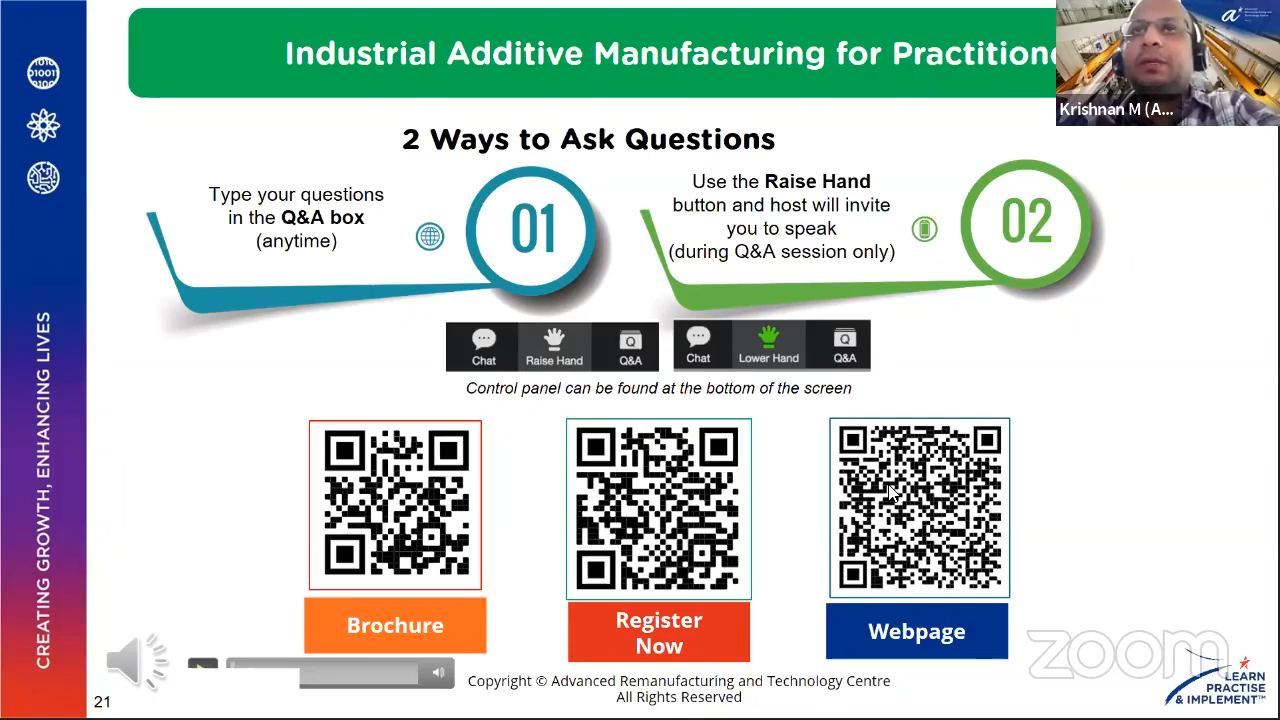 Industrial Additive Manufacturing for Practitione
Krishnan M (A...
2 Ways to Ask Questions
Type your questions
in the Q&A box
(anytime)
01
Use the Raise Hand
button and host will invite
you to speak
(during Q&A session only)
02
Chat
Raise Hand
Q&A
Chat
Lower Hand
Q&A
Control panel can be found at the bottom of the screen
Brochure
Register
Now
Webpage
CREATING GROWTH, ENHANCING LIVES
zoom
Copyright © Advanced Remanufacturing and Technology Centre
All Rights Reserved
LEARN
PRACTISE
& IMPLEMENT™
21